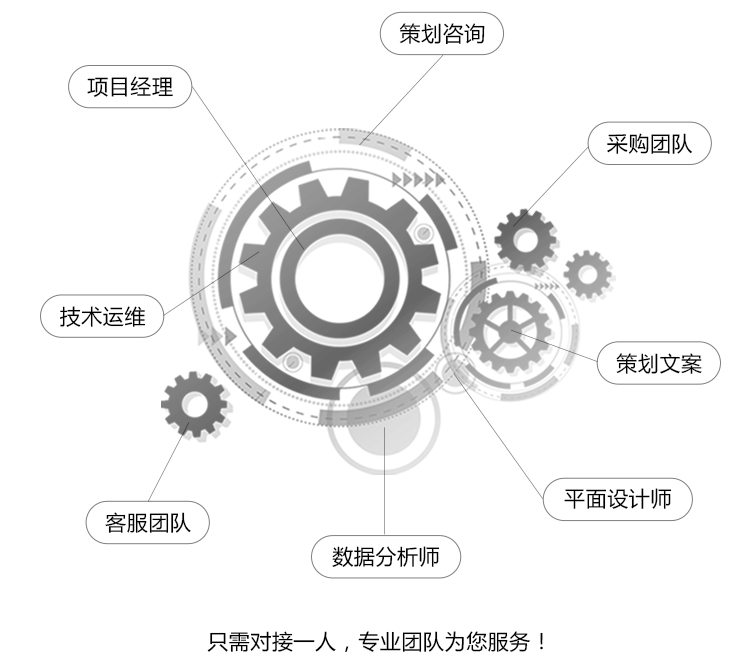 策划咨询
项目经理
采购团队
技术运维
策划文案
平面设计师
客服团队
数据分析师
只需对接一人，专业团队为您服务！